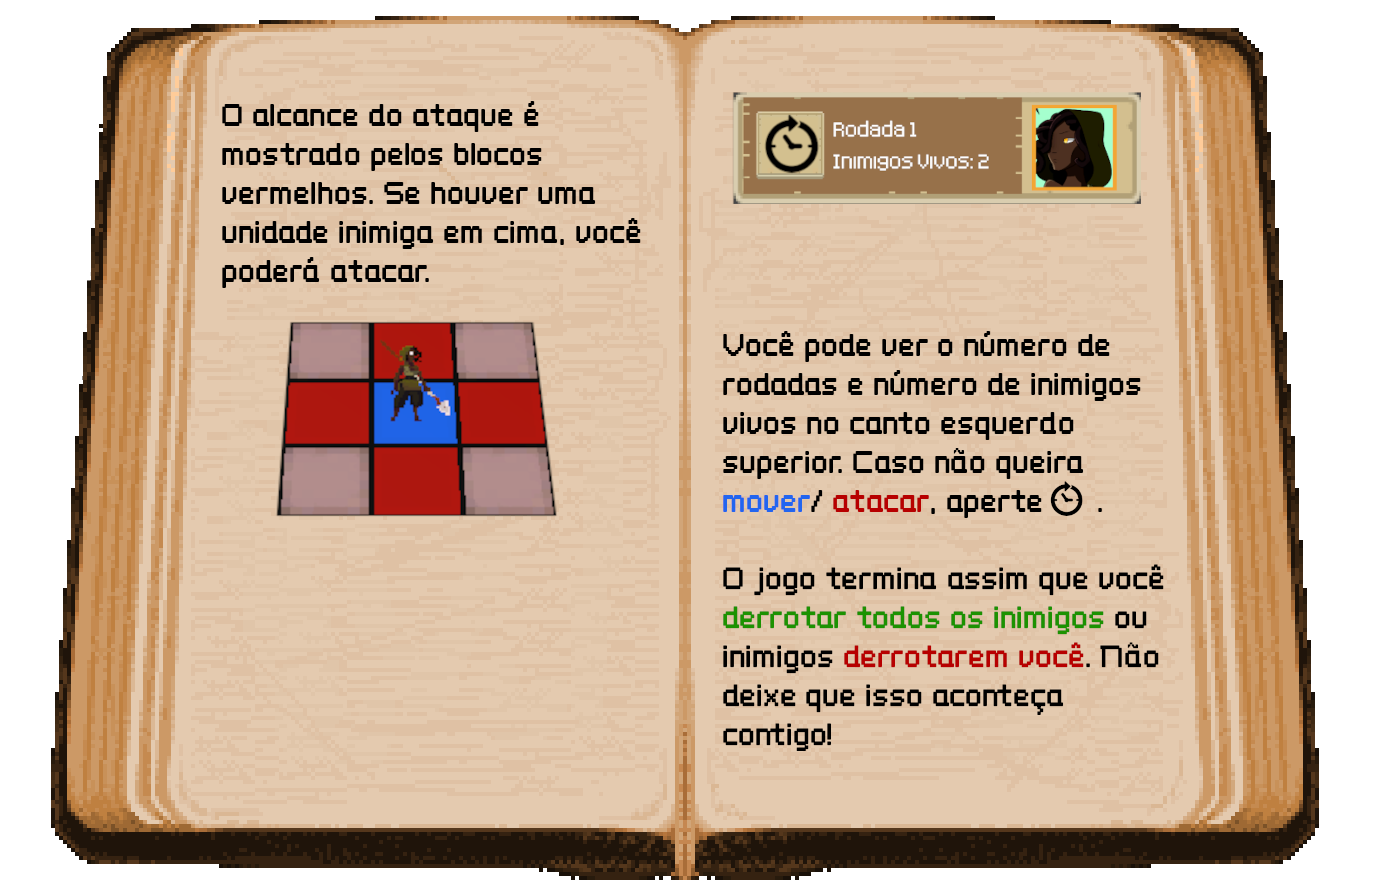 O alcance do ataque é
mostrado pelos blocos
vermelhos. Se houver uma
unidade inimiga em cima, você
poderá atacar.
Rodada 1
Inimigos Vivos: 2
Você pode ver o número de
rodadas e número de inimigos
vivos no canto esquerdo
superior. Caso não queira
mover/ atacar, aperte .
O jogo termina assim que você
derrotar todos os inimigos ou
inimigos derrotarem você. Não
deixe que isso aconteça
contigo!